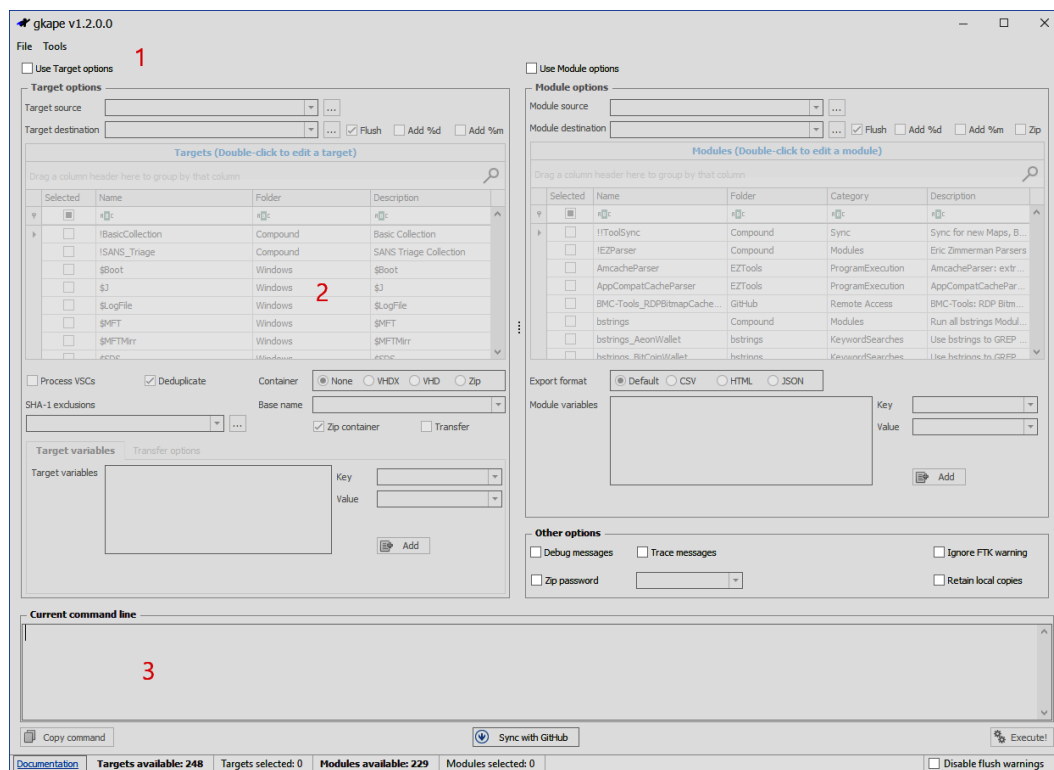 gkape v1.2.0.0
File Tools
1
Use Target options
Use Module options
Target options
Target source
...
Target destination
...
Flush
Add %d
Add %m
Targets (Double-click to edit a target)
Drag a column header here to group by that column
Selected Name Folder Description
!BasicCollection Compound Basic Collection
!SANS_Triage Compound SANS Triage Collection
$Boot Windows $Boot
$J Windows $J
2
$LogFile Windows $LogFile
$MFT Windows $MFT
$MFTMirr Windows $MFTMirr
$SDS Windows $SDS
Process VSCs
Deduplicate
Container
None VHDX VHD Zip
SHA-1 exclusions
Base name
...
Zip container
Transfer
Target variables Transfer options
Target variables
Key
Value
Add
Module options
Module source
...
Module destination
...
Flush
Add %d
Add %m
Zip
Modules (Double-click to edit a module)
Drag a column header here to group by that column
Selected Name Folder Category Description
!!ToolSync Compound Sync Sync for new Maps, B...
!EZParser Compound Modules Eric Zimmerman Parsers
AmcacheParser EZTools ProgramExecution AmcacheParser: extr...
AppCompatCacheParser EZTools ProgramExecution AppCompatCachePar...
BMC-Tools_RDPBitmapCache... GitHub Remote Access BMC-Tools: RDP Bitm...
bstrings Compound Modules Run all bstrings Modul...
bstrings_AeonWallet bstrings KeywordSearches Use bstrings to GREP ...
bstrings_BitCoinWallet bstrings KeywordSearches Use bstrings to GREP ...
Export format
Default CSV HTML JSON
Module variables
Key
Value
Add
Other options
Debug messages
Trace messages
Ignore FTK warning
Zip password
Retain local copies
Current command line
3
Copy command
Sync with GitHub
Execute!
Documentation
Targets available: 248
Targets selected: 0
Modules available: 229
Modules selected: 0
Disable flush warnings